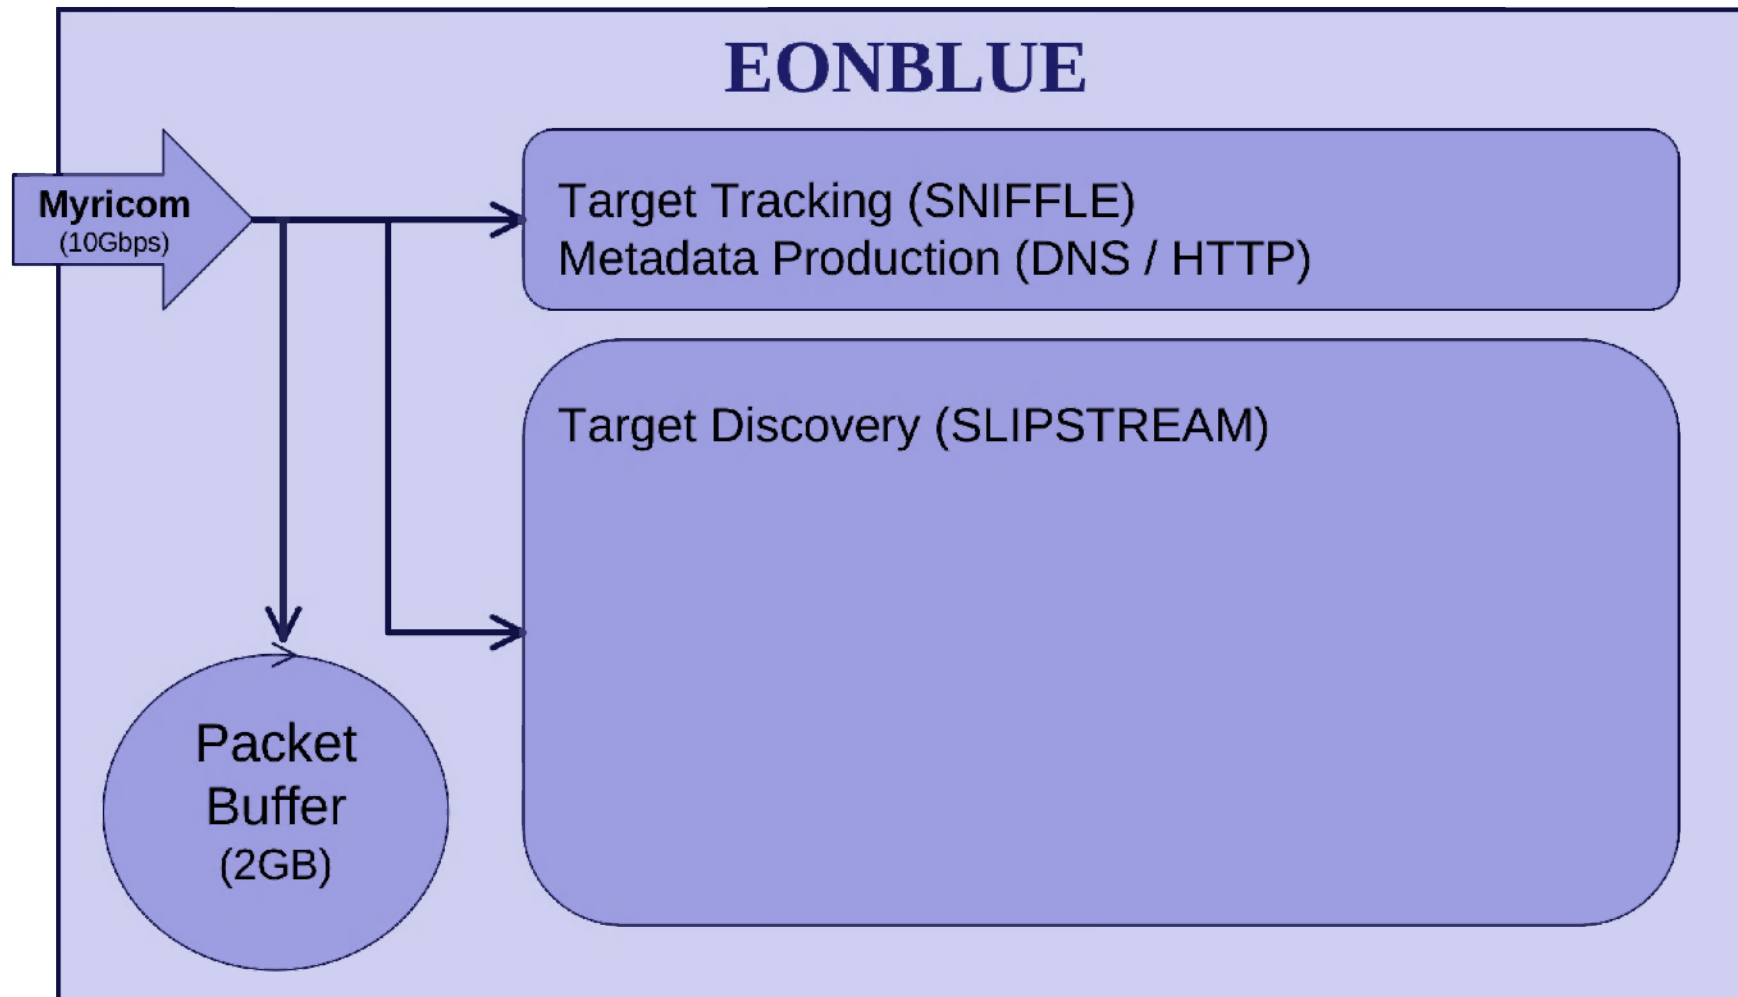 EONBLUE
Myricom
(10Gbps)
Target Tracking (SNIFFLE)
Metadata Production (DNS / HTTP)
Target Discovery (SLIPSTREAM)
Packet
Buffer
(2GB)